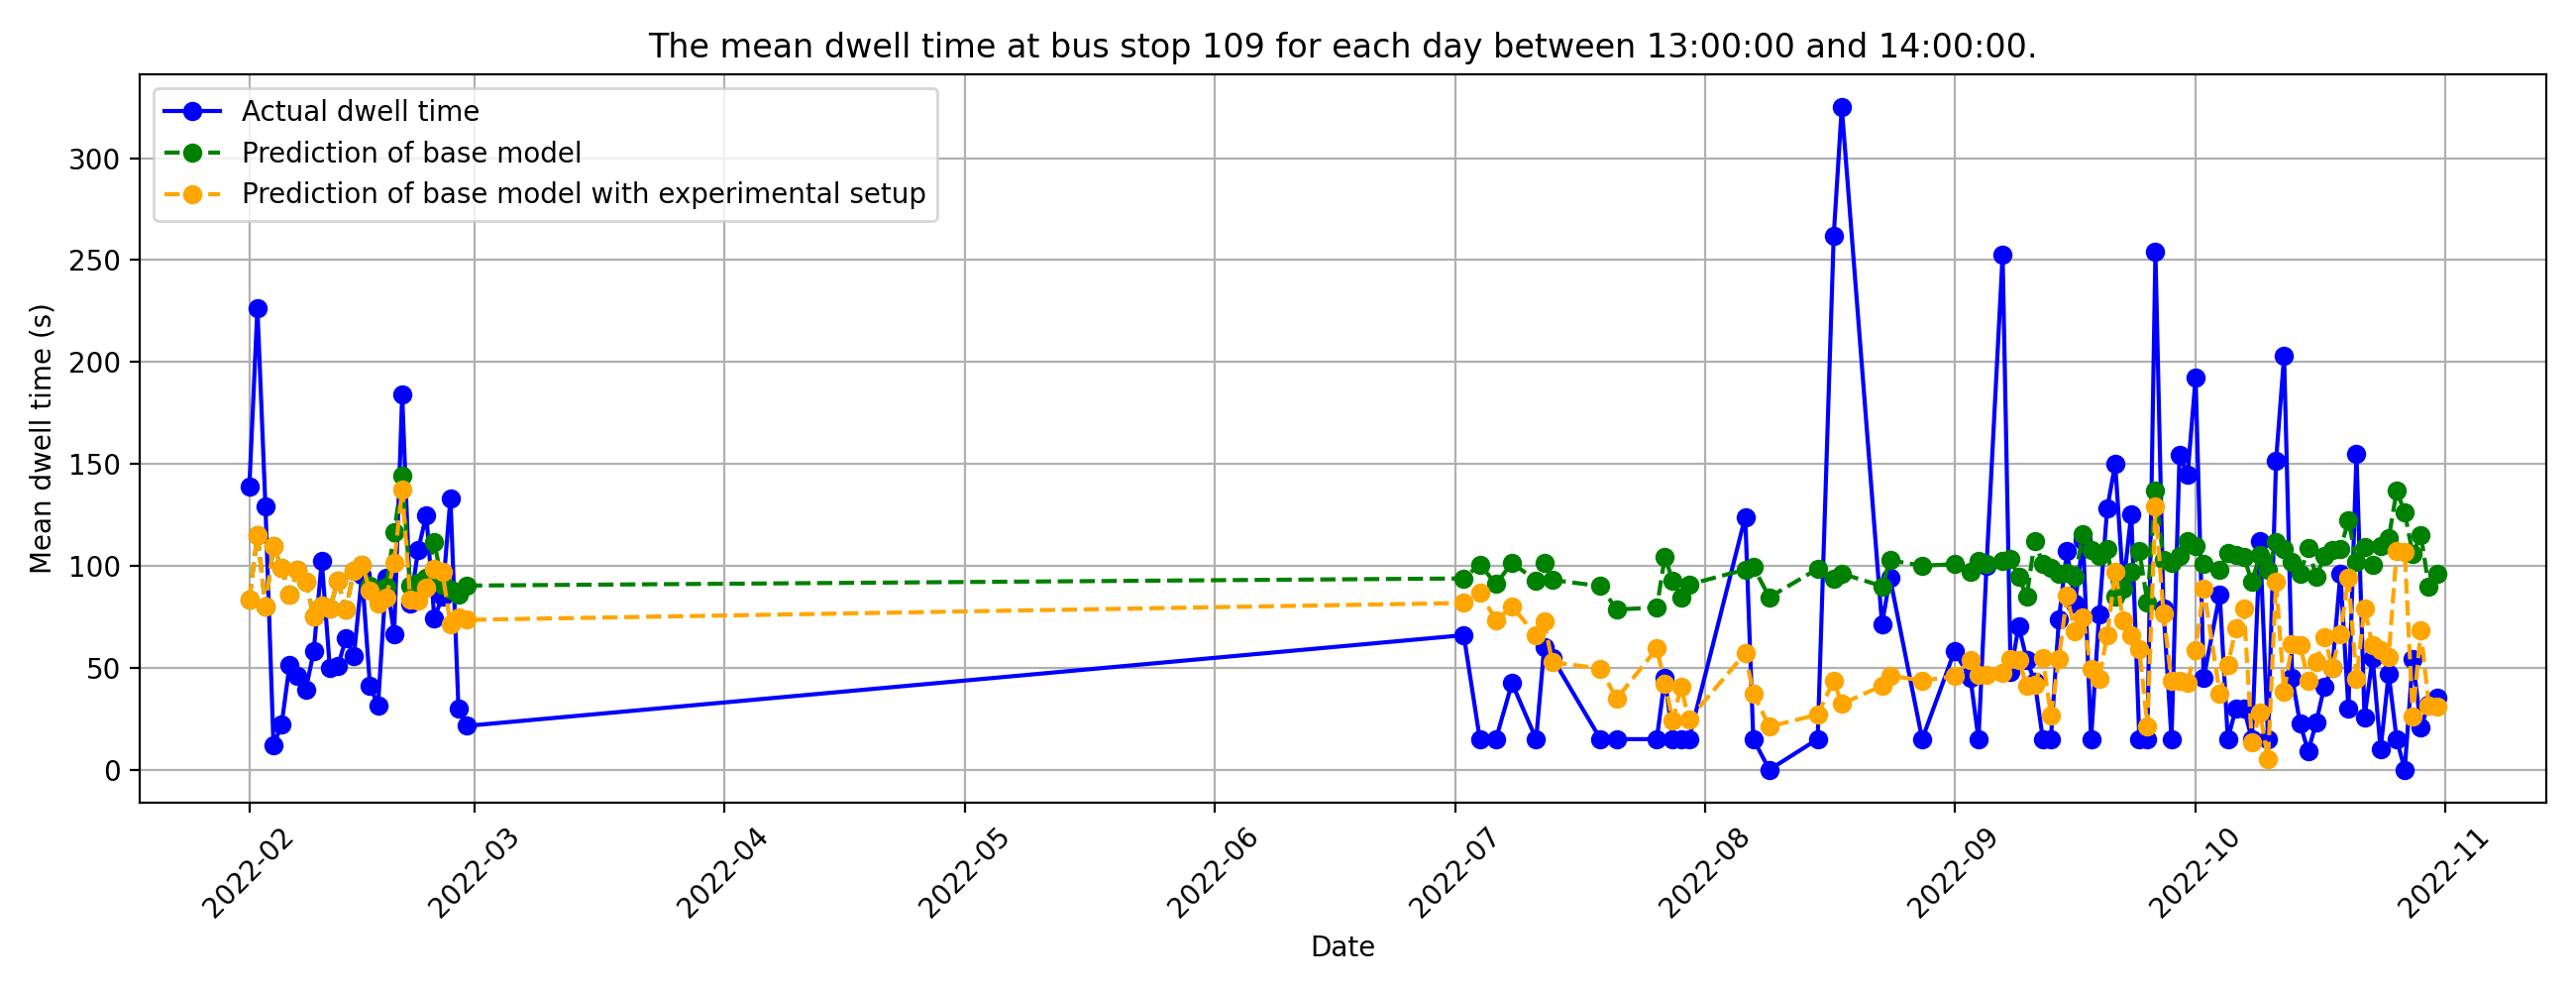 The mean dwell time at bus stop 109 for each day between 13:00:00 and 14:00:00.
Actual dwell time
Prediction of base model
Prediction of base model with experimental setup
Mean dwell time (s)
300
250
200
150
100
50
0
2022-02
2022-03
2022-04
2022-05
2022-06
2022-07
2022-08
2022-09
2022-10
2022-11
Date